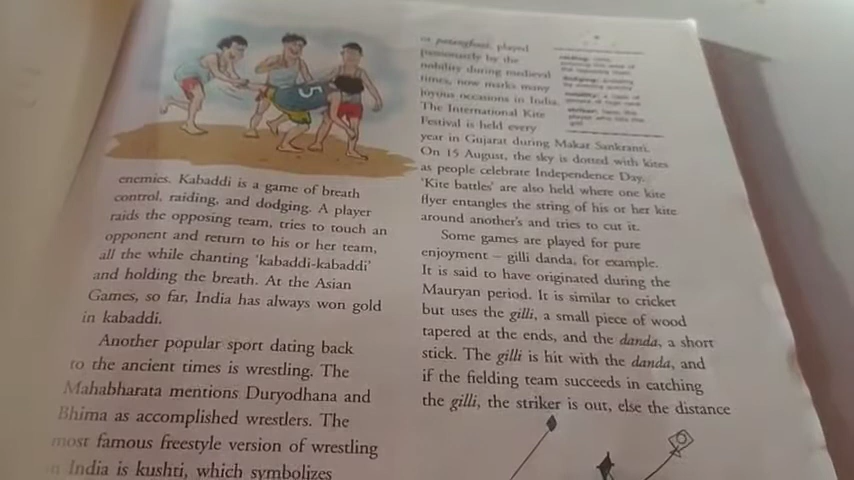 5
enemies. Kabaddi is a game of breath
control, raiding, and dodging. A player
raids the opposing team, tries to touch an
opponent and return to his or her team,
all the while chanting 'kabaddi-kabaddi'
and holding the breath. At the Asian
Games, so far, India has always won gold
in kabaddi.
Another popular sport dating back
to the ancient times is wrestling. The
Mahabharata mentions Duryodhana and
Bhima as accomplished wrestlers. The
most famous freestyle version of wrestling
in India is kushti, which symbolizes
or patangbazi, played
passionately by the
nobility during medieval
times, now marks many
joyous occasions in India.
The International Kite
Festival is held every
year in Gujarat during Makar Sankranti.
On 15 August, the sky is dotted with kites
as people celebrate Independence Day.
'Kite battles' are also held where one kite
flyer entangles the string of his or her kite
around another's and tries to cut it.
Some games are played for pure
enjoyment – gilli danda, for example.
It is said to have originated during the
Mauryan period. It is similar to cricket
but uses the gilli, a small piece of wood
tapered at the ends, and the danda, a short
stick. The gilli is hit with the danda, and
if the fielding team succeeds in catching
the gilli, the striker is out, else the distance